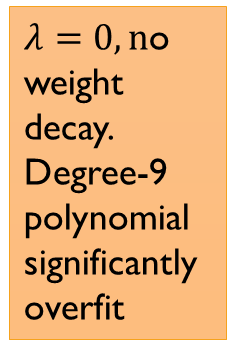 λ = 0, no
weight
decay.
Degree-9
polynomial
significantly
overfit